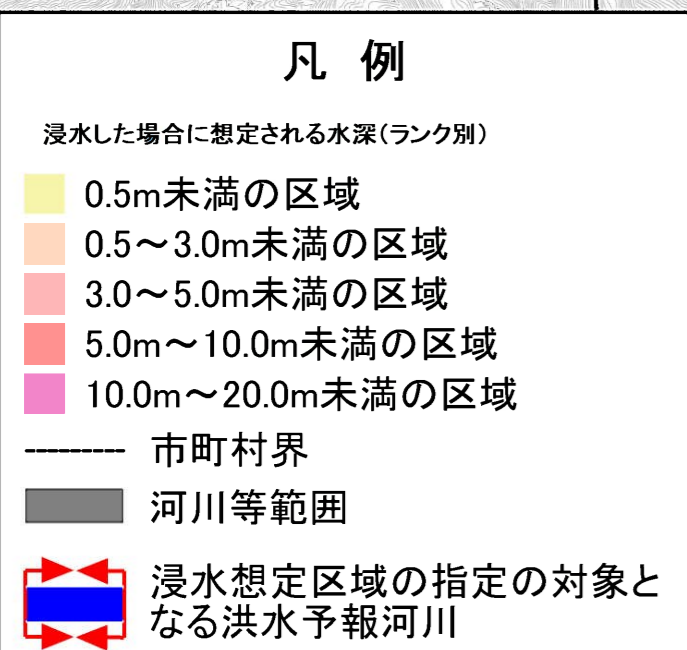 凡 例
浸水した場合に想定される水深(ランク別)
0.5m未満の区域
0.5～3.0m未満の区域
3.0～5.0m未満の区域
5.0m～10.0m未満の区域
10.0m～20.0m未満の区域
市町村界
河川等範囲
浸水想定区域の指定の対象と
なる洪水予報河川